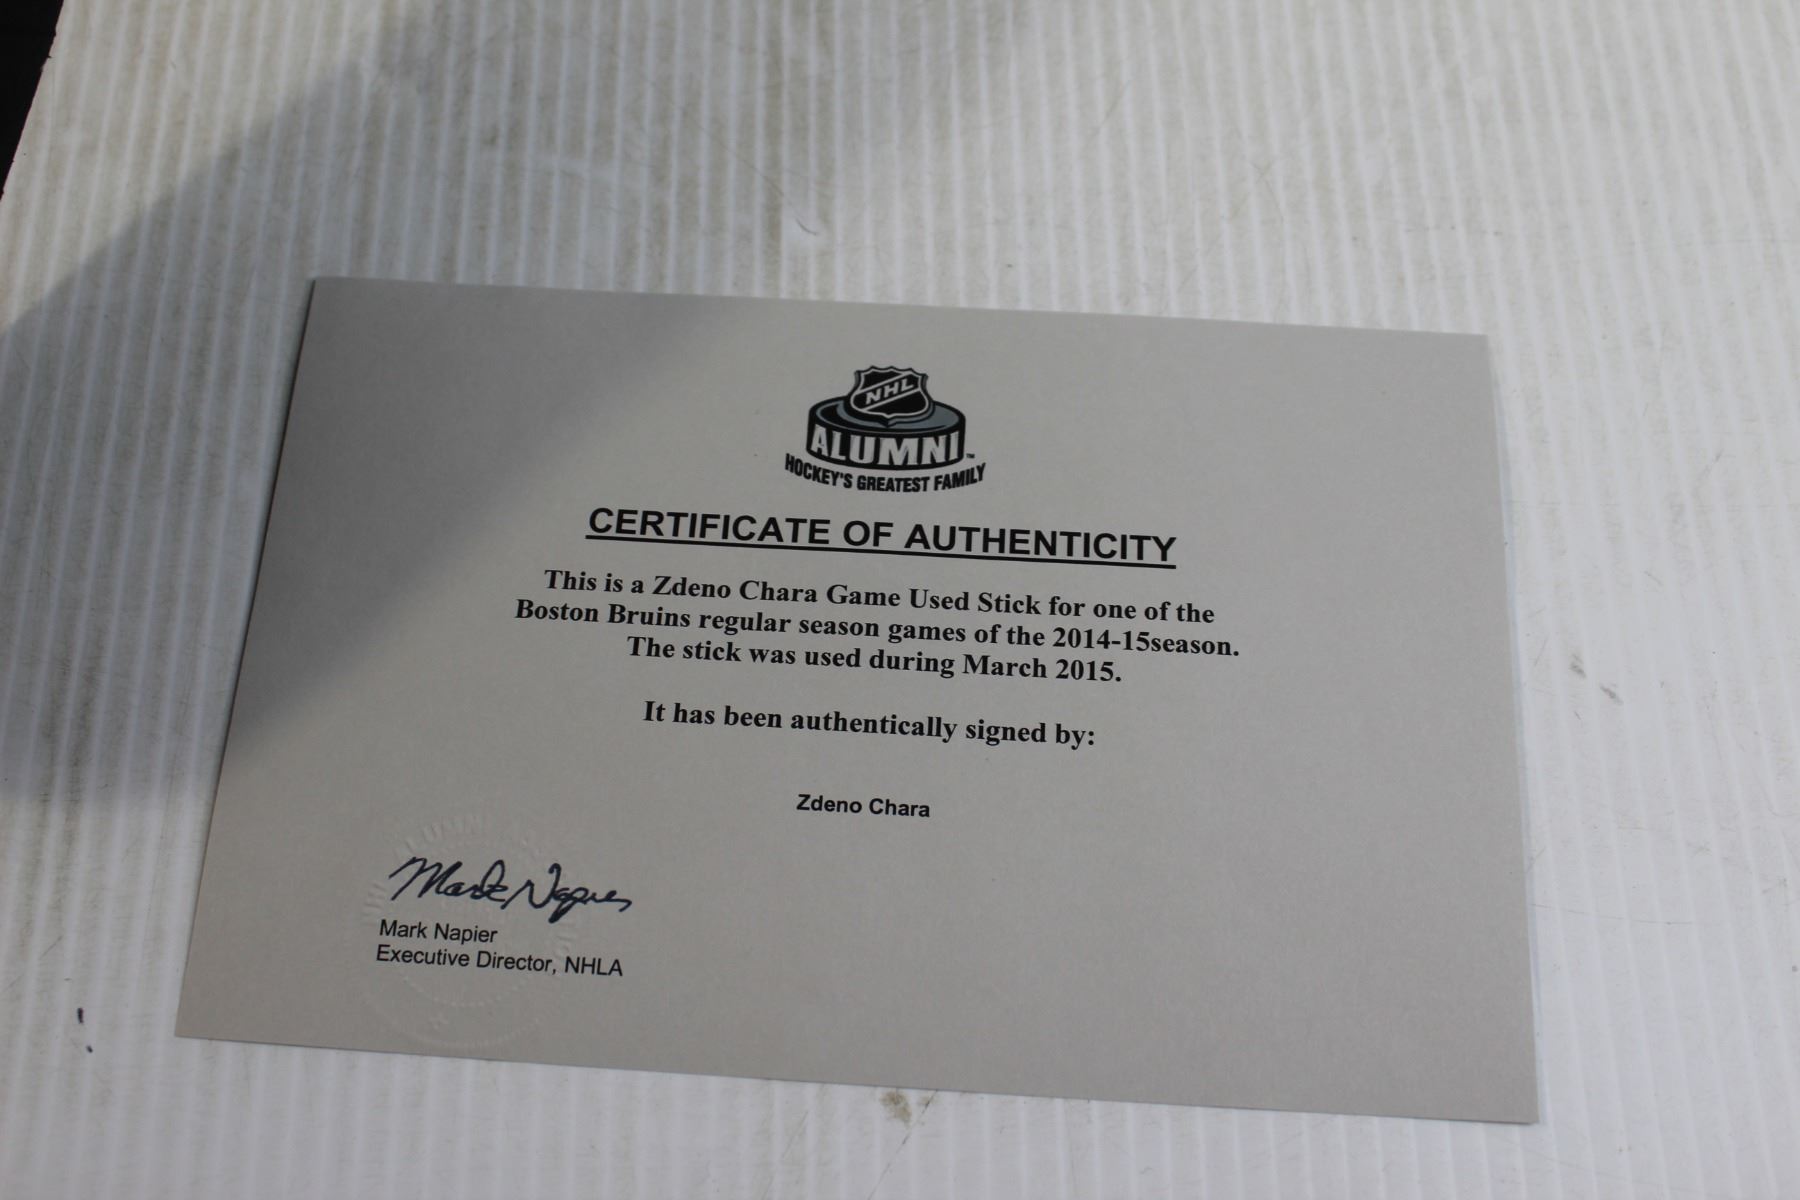 NHL
ALUMNI™
HOCKEY'S GREATEST FAMILY
CERTIFICATE OF AUTHENTICITY
This is a Zdeno Chara Game Used Stick for one of the
Boston Bruins regular season games of the 2014-15season.
The stick was used during March 2015.
It has been authentically signed by:
Zdeno Chara
Mark Napier
Mark Napier
Executive Director, NHLA